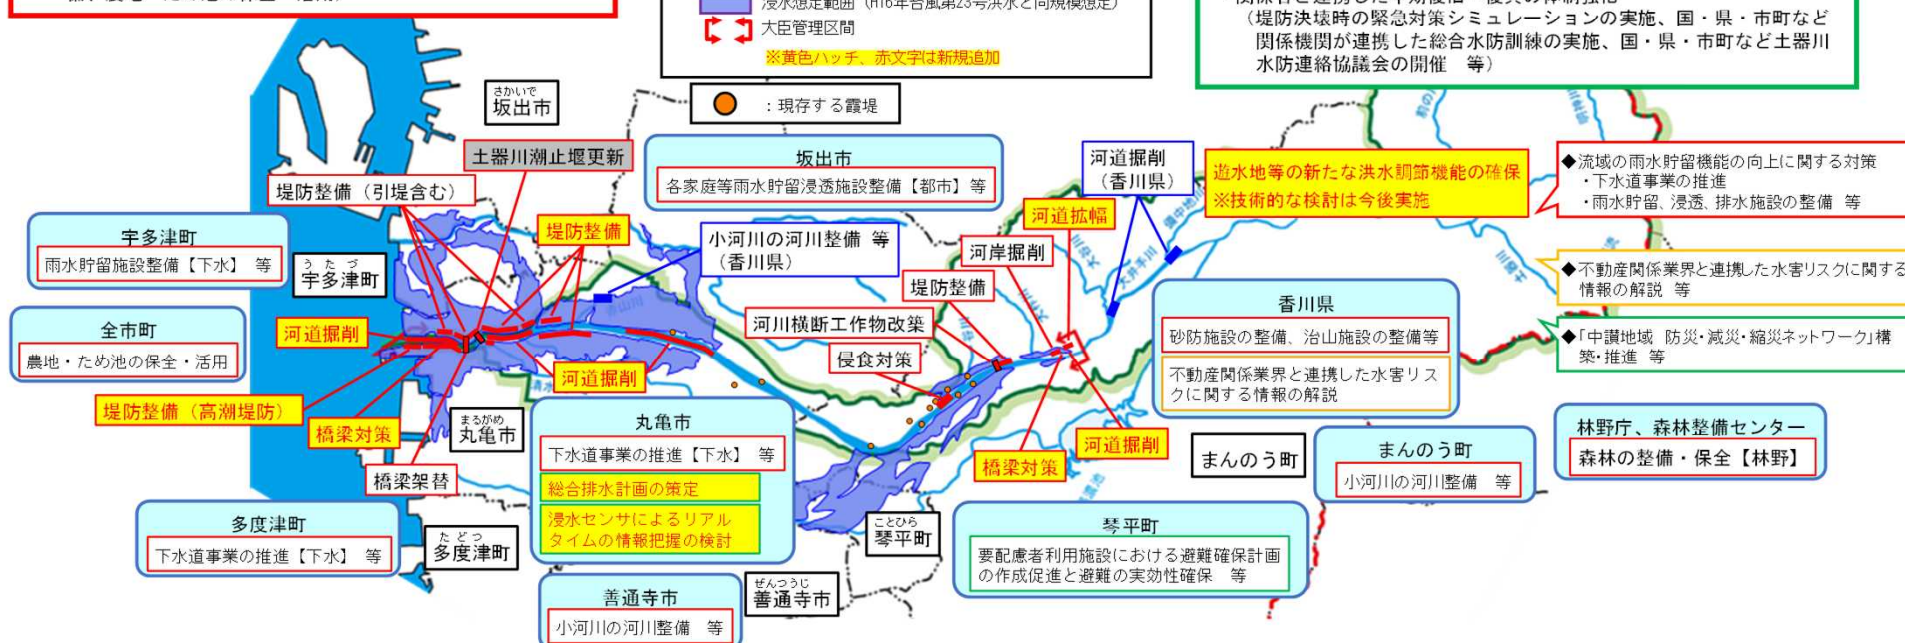 浸水想定範囲（H16年台風第23号洪水と同規模想定）
大臣管理区間
※黄色ハッチ、赤文字は新規追加
：現存する霞堤
（堤防決壊時の緊急対策シミュレーションの実施、国・県・市町など
関係機関が連携した総合水防訓練の実施、国・県・市町など土器川
水防連絡協議会の開催　等）
さかいで
坂出市
土器川潮止堰更新
堤防整備（引堤含む）
坂出市
各家庭等雨水貯留浸透施設整備【都市】等
河道掘削
（香川県）
遊水地等の新たな洪水調節機能の確保
※技術的な検討は今後実施
◆流域の雨水貯留機能の向上に関する対策
・下水道事業の推進
・雨水貯留、浸透、排水施設の整備　等
宇多津町
雨水貯留施設整備【下水】　等
うたづ
宇多津町
堤防整備
小河川の河川整備　等
（香川県）
河道拡幅
河岸掘削
堤防整備
大井手川
◆不動産関係業界と連携した水害リスクに関する
情報の解説　等
全市町
農地・ため池の保全・活用
河道掘削
河川横断工作物改築
侵食対策
香川県
砂防施設の整備、治山施設の整備等
不動産関係業界と連携した水害リス
クに関する情報の解説
◆「中讃地域　防災・減災・縮災ネットワーク」構
築・推進　等
河道掘削
堤防整備（高潮堤防）
橋梁対策
橋梁架替
まるがめ
丸亀市
丸亀市
下水道事業の推進【下水】　等
総合排水計画の策定
浸水センサによるリアル
タイムの情報把握の検討
河道掘削
橋梁対策
まんのう町
まんのう町
小河川の河川整備　等
林野庁、森林整備センター
森林の整備・保全【林野】
多度津町
下水道事業の推進【下水】　等
たどつ
多度津町
ことひら
琴平町
琴平町
要配慮者利用施設における避難確保計画
の作成促進と避難の実効性確保　等
善通寺市
小河川の河川整備　等
ぜんつうじ
善通寺市